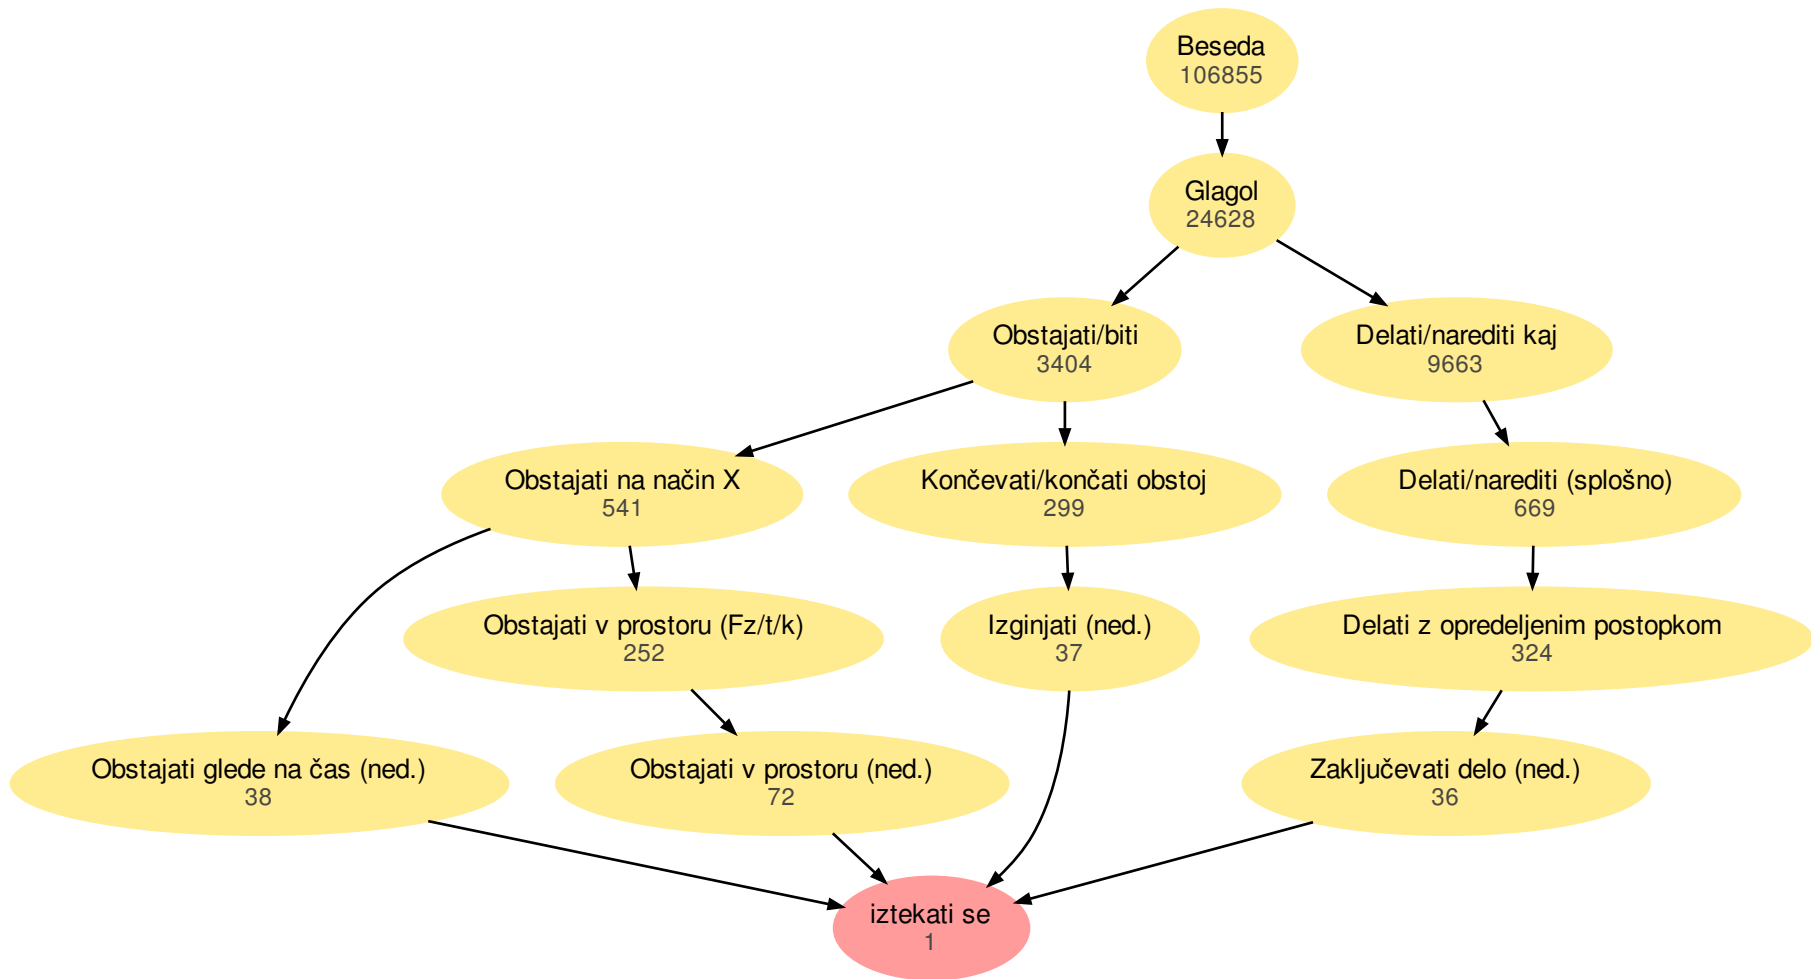 Beseda
106855
Glagol
24628
Obstajati/biti
3404
Delati/narediti kaj
9663
Obstajati na način X
541
Končevati/končati obstoj
299
Delati/narediti (splošno)
669
Obstajati v prostoru (Fz/t/k)
252
Izginjati (ned.)
37
Delati z opredeljenim postopkom
324
Obstajati glede na čas (ned.)
38
Obstajati v prostoru (ned.)
72
Zaključevati delo (ned.)
36
iztekati se
1